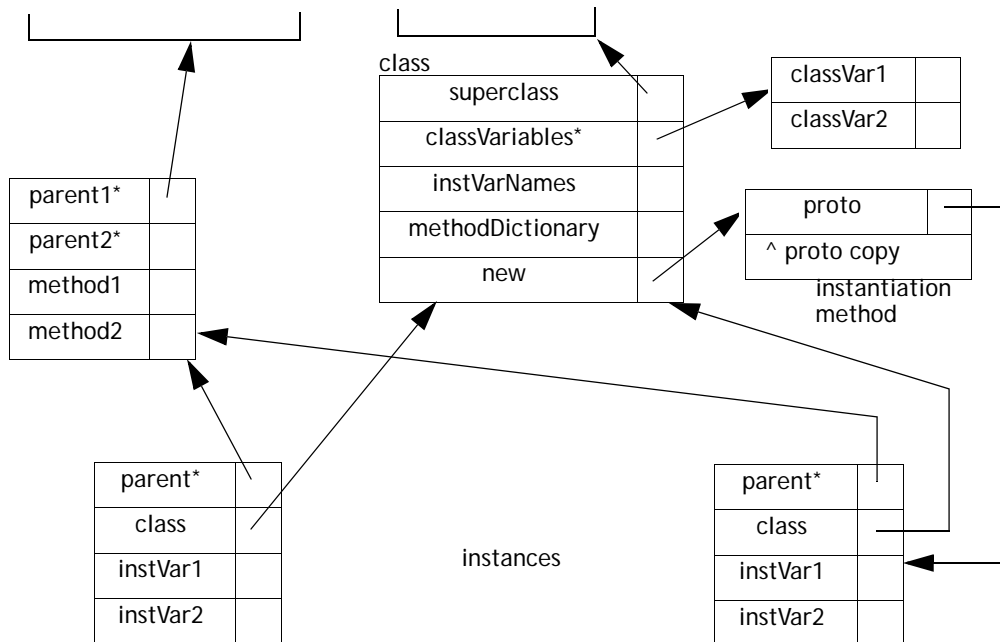 class
superclass
classVariables*
instVarNames
methodDictionary
new
classVar1
classVar2
parent1*
parent2*
method1
method2
proto
^ proto copy
instantiation
method
parent*
class
instVar1
instVar2
instances
parent*
class
instVar1
instVar2